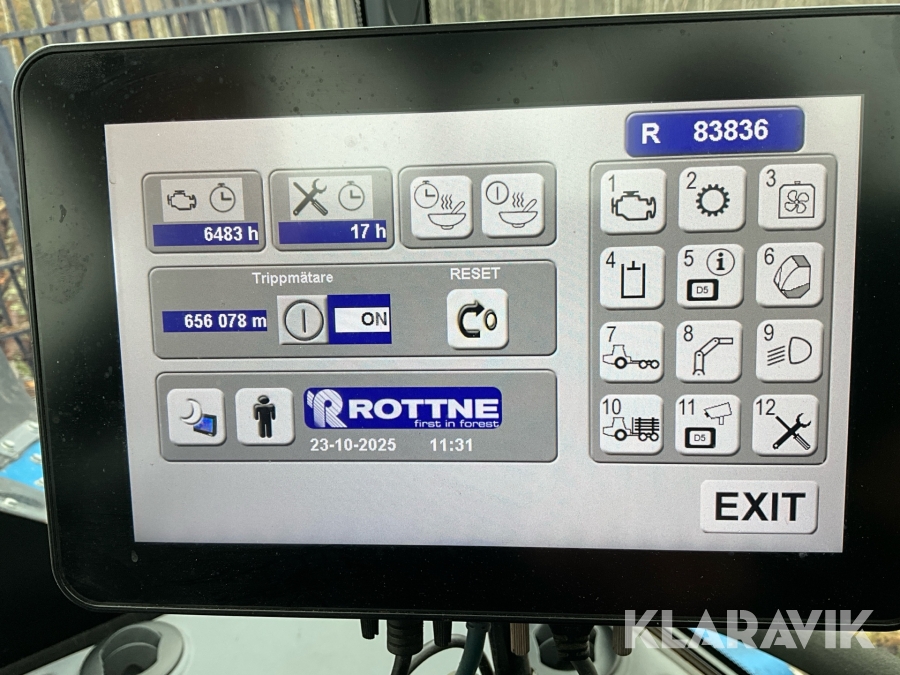 R 83836
6483 h
17 h
Trippmätare
RESET
656 078 m
ON
ROTTNE
first in forest
23-10-2025 11:31
1 2 3
4 5 i D5 6
7 8 9
10 11 D5 12
EXIT
KLARAVIK